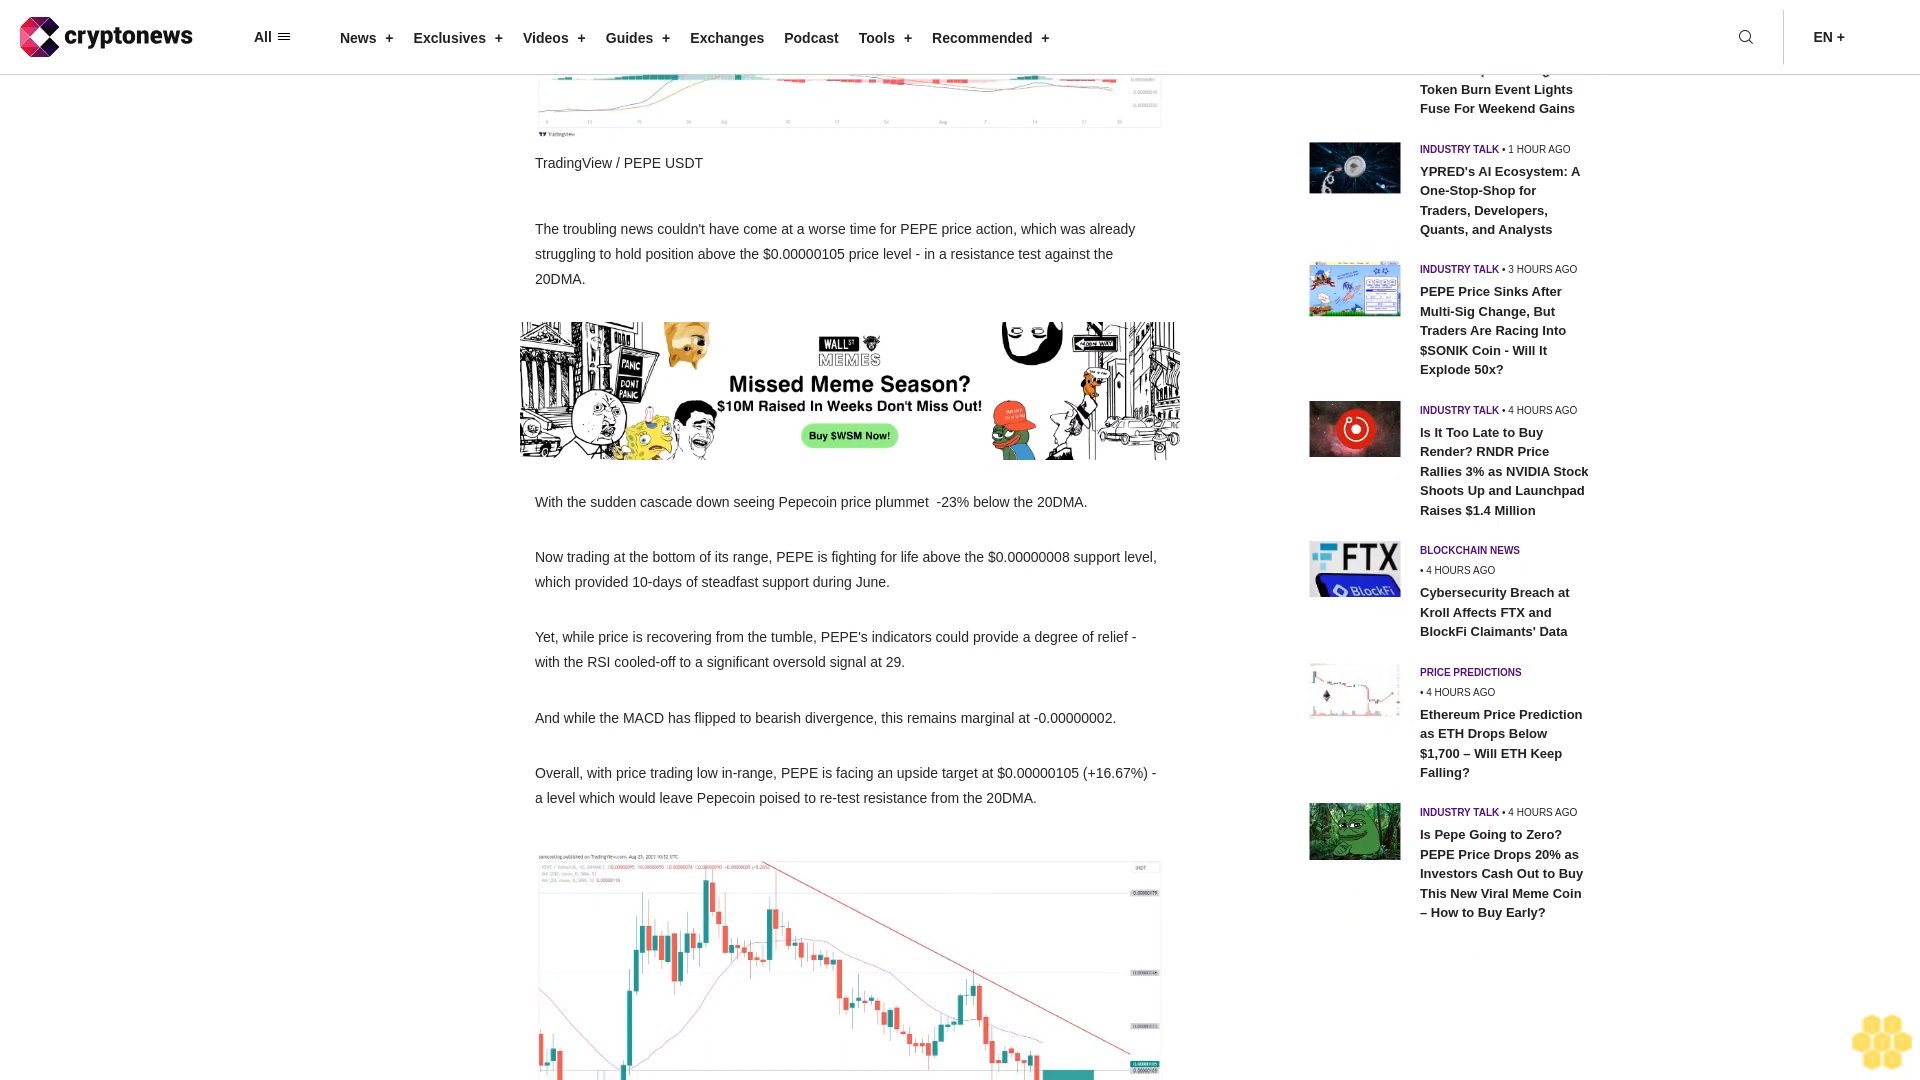 cryptonews
All
News +
Exclusives +
Videos +
Guides +
Exchanges
Podcast
Tools +
Recommended +
EN +
TradingView
TradingView / PEPE USDT
The troubling news couldn't have come at a worse time for PEPE price action, which was already
struggling to hold position above the $0.00000105 price level - in a resistance test against the
20DMA.
PANIC
DON'T
PANIC
WALL ST
MEMES
Missed Meme Season?
$10M Raised In Weeks Don't Miss Out!
Buy $WSM Now!
With the sudden cascade down seeing Pepecoin price plummet  -23% below the 20DMA.
Now trading at the bottom of its range, PEPE is fighting for life above the $0.00000008 support level,
which provided 10-days of steadfast support during June.
Yet, while price is recovering from the tumble, PEPE's indicators could provide a degree of relief -
with the RSI cooled-off to a significant oversold signal at 29.
And while the MACD has flipped to bearish divergence, this remains marginal at -0.00000002.
Overall, with price trading low in-range, PEPE is facing an upside target at $0.00000105 (+16.67%) -
a level which would leave Pepecoin poised to re-test resistance from the 20DMA.
Token Burn Event Lights
Fuse For Weekend Gains
INDUSTRY TALK • 1 HOUR AGO
YPRED's AI Ecosystem: A
One-Stop-Shop for
Traders, Developers,
Quants, and Analysts
INDUSTRY TALK • 3 HOURS AGO
PEPE Price Sinks After
Multi-Sig Change, But
Traders Are Racing Into
$SONIK Coin - Will It
Explode 50x?
INDUSTRY TALK • 4 HOURS AGO
Is It Too Late to Buy
Render? RNDR Price
Rallies 3% as NVIDIA Stock
Shoots Up and Launchpad
Raises $1.4 Million
FTX
BlockFi
BLOCKCHAIN NEWS
• 4 HOURS AGO
Cybersecurity Breach at
Kroll Affects FTX and
BlockFi Claimants' Data
PRICE PREDICTIONS
• 4 HOURS AGO
Ethereum Price Prediction
as ETH Drops Below
$1,700 – Will ETH Keep
Falling?
INDUSTRY TALK • 4 HOURS AGO
Is Pepe Going to Zero?
PEPE Price Drops 20% as
Investors Cash Out to Buy
This New Viral Meme Coin
– How to Buy Early?